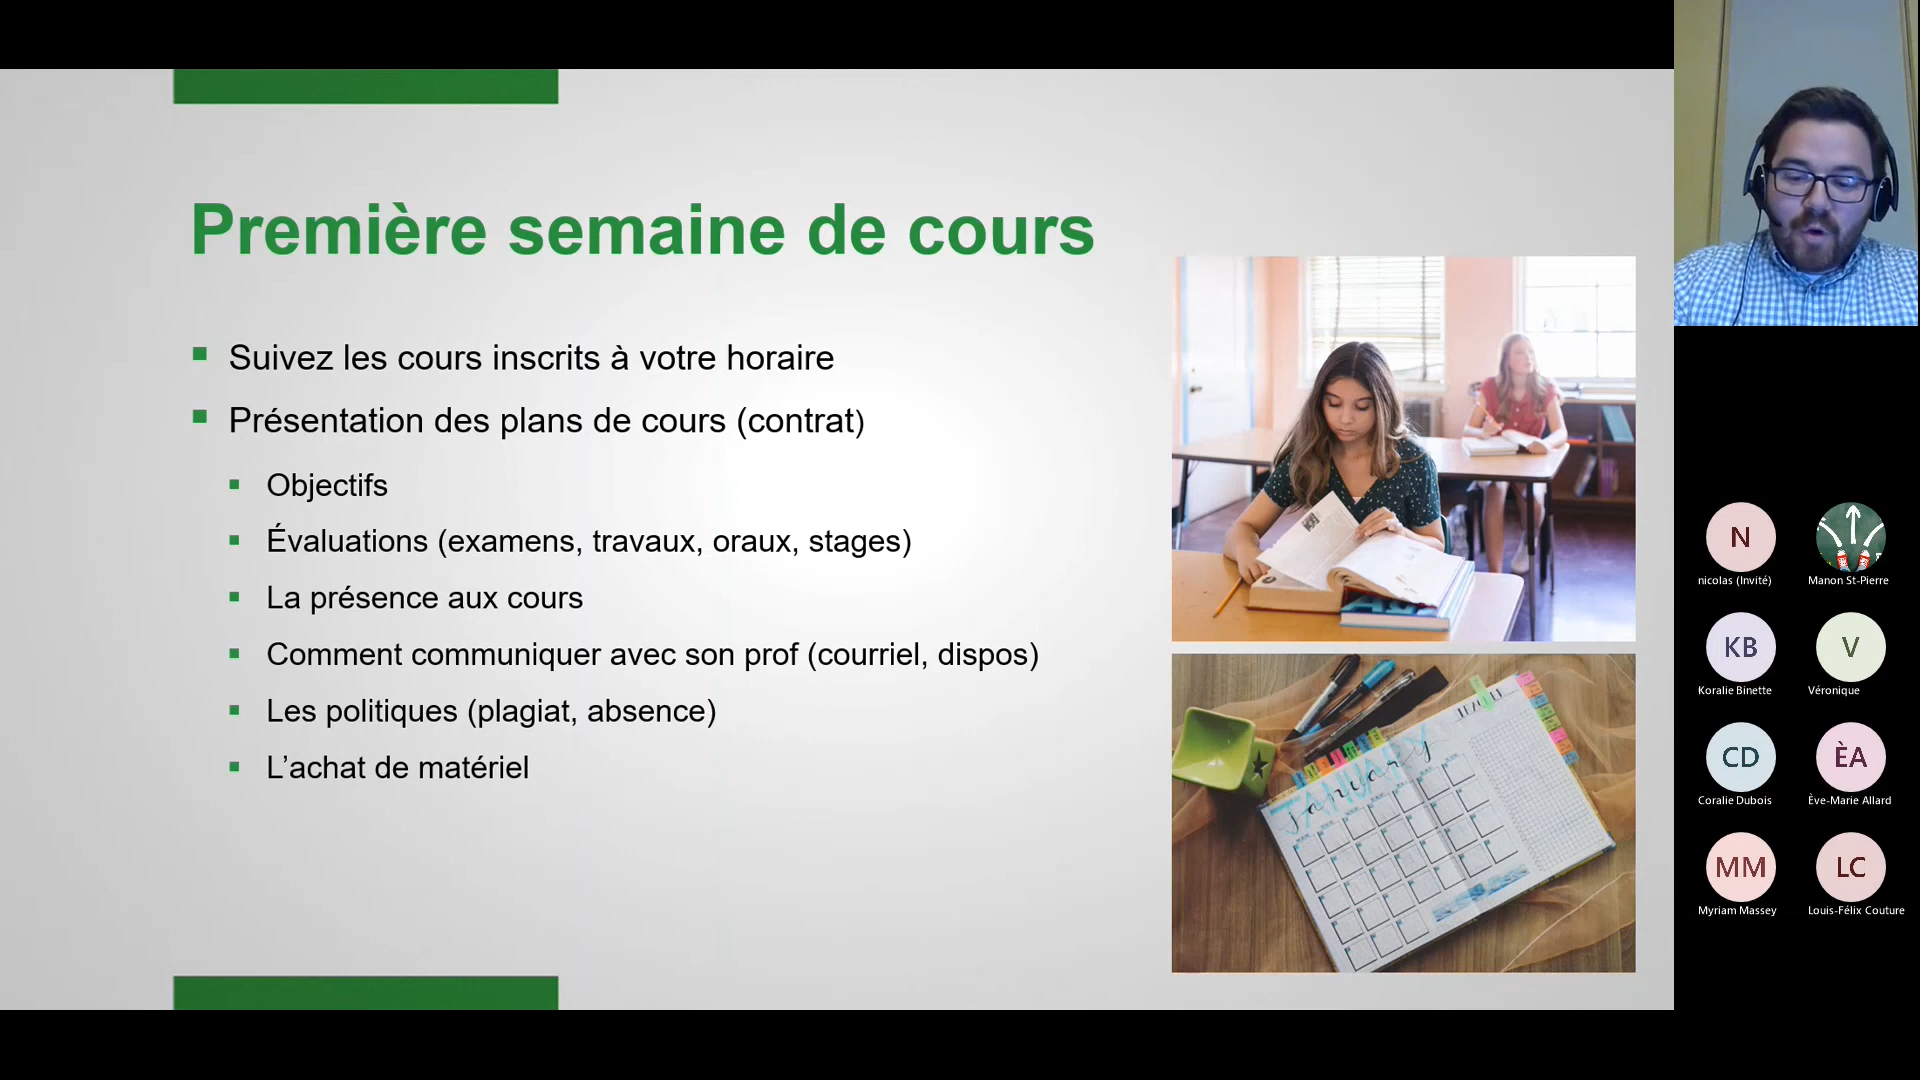 Première semaine de cours
Suivez les cours inscrits à votre horaire
Présentation des plans de cours (contrat)
Objectifs
Évaluations (examens, travaux, oraux, stages)
La présence aux cours
Comment communiquer avec son prof (courriel, dispos)
Les politiques (plagiat, absence)
L’achat de matériel
January
N
nicolas (Invité)
Manon St-Pierre
KB
Koralie Binette
V
Véronique
CD
Coralie Dubois
ÈA
Ève-Marie Allard
MM
Myriam Massey
LC
Louis-Félix Couture